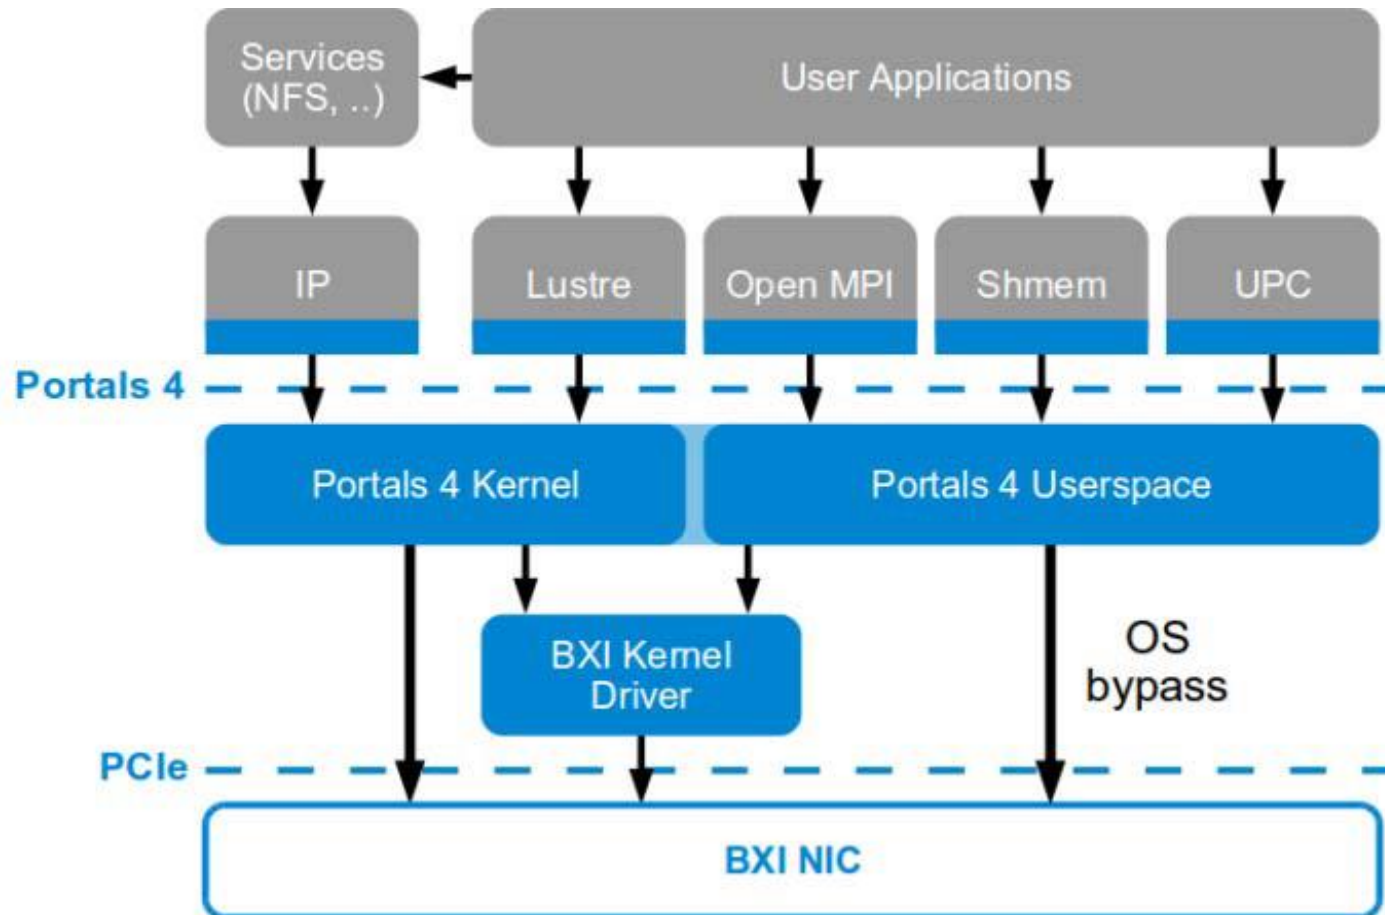 Services
(NFS, ..)
User Applications
IP
Lustre
Open MPI
Shmem
UPC
Portals 4
Portals 4 Kernel
Portals 4 Userspace
BXI Kernel
Driver
OS
bypass
PCIe
BXI NIC